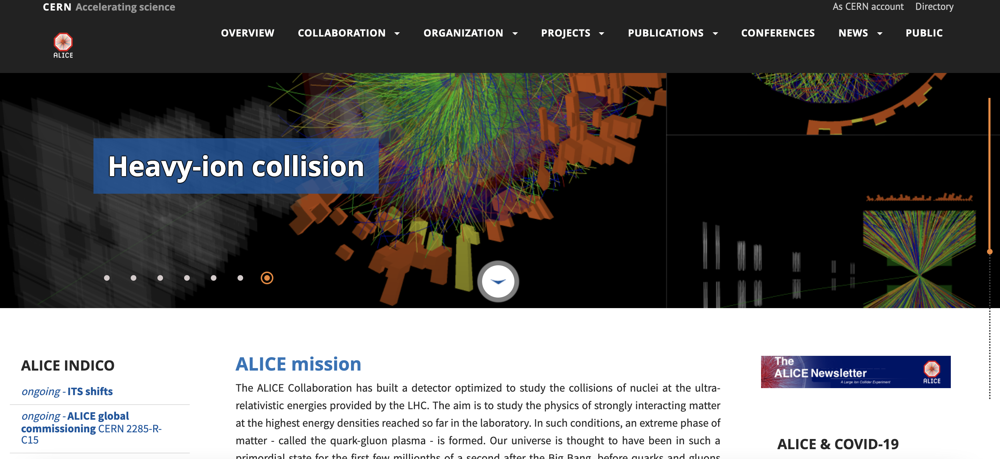 CERN Accelerating science
As CERN account Directory
ALICE
OVERVIEW COLLABORATION ORGANIZATION PROJECTS PUBLICATIONS CONFERENCES NEWS PUBLIC
Heavy-ion collision
ALICE INDICO
ongoing - ITS shifts
ongoing - ALICE global
commissioning CERN 2285-R-
C15
ALICE mission
The ALICE Collaboration has built a detector optimized to study the collisions of nuclei at the ultra-
relativistic energies provided by the LHC. The aim is to study the physics of strongly interacting matter
at the highest energy densities reached so far in the laboratory. In such conditions, an extreme phase of
matter - called the quark-gluon plasma - is formed. Our universe is thought to have been in such a
primordial state for the first few millionths of a second after the Big Bang, before quarks and gluons
The
ALICE Newsletter
A Large Ion Collider Experiment
ALICE
ALICE & COVID-19